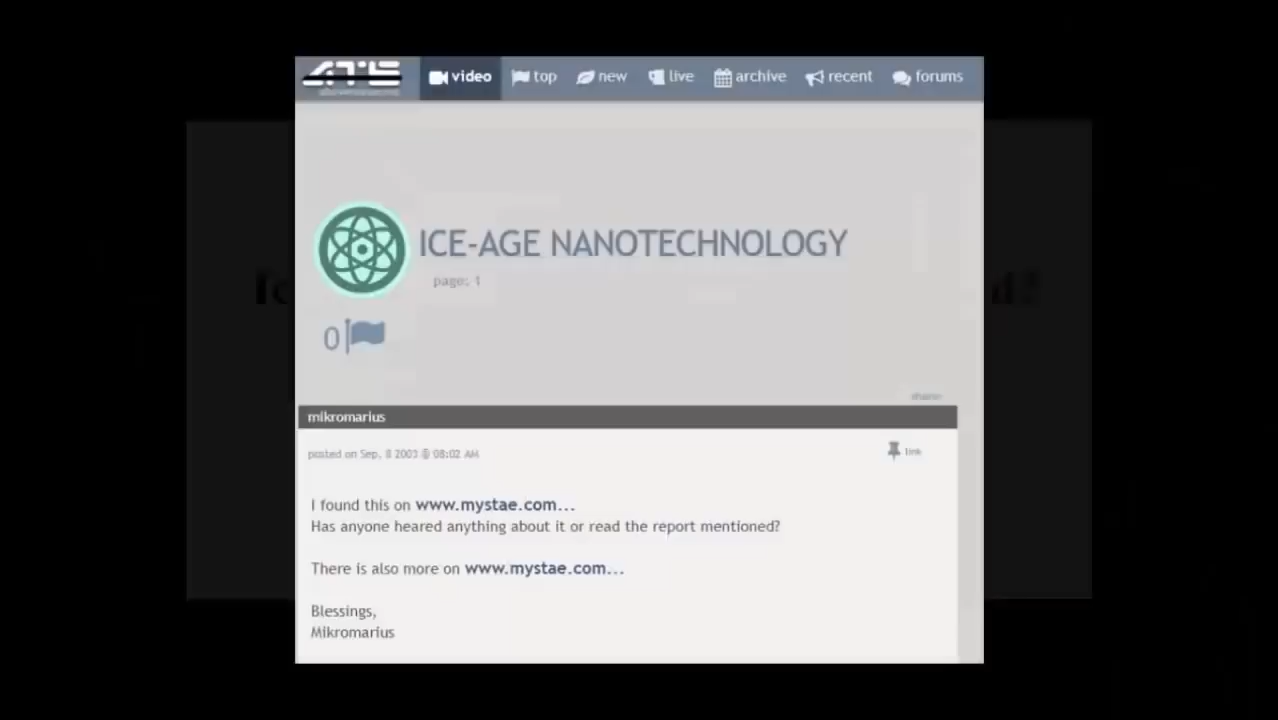 ATS
video top new live archive recent forums
ICE-AGE NANOTECHNOLOGY
page: 1
0
share:
mikromarius
posted on Sep, 8 2003 @ 08:02 AM
link
I found this on www.mystae.com...
Has anyone heared anything about it or read the report mentioned?
There is also more on www.mystae.com...
Blessings,
Mikromarius